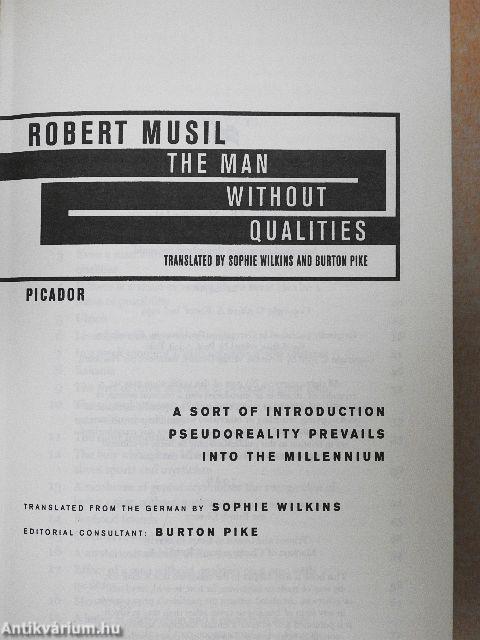 ROBERT MUSIL
THE MAN
WITHOUT
QUALITIES
TRANSLATED BY SOPHIE WILKINS AND BURTON PIKE
PICADOR
A SORT OF INTRODUCTION
PSEUDOREALITY PREVAILS
INTO THE MILLENNIUM
TRANSLATED FROM THE GERMAN BY SOPHIE WILKINS
EDITORIAL CONSULTANT: BURTON PIKE
Antikvárium.hu